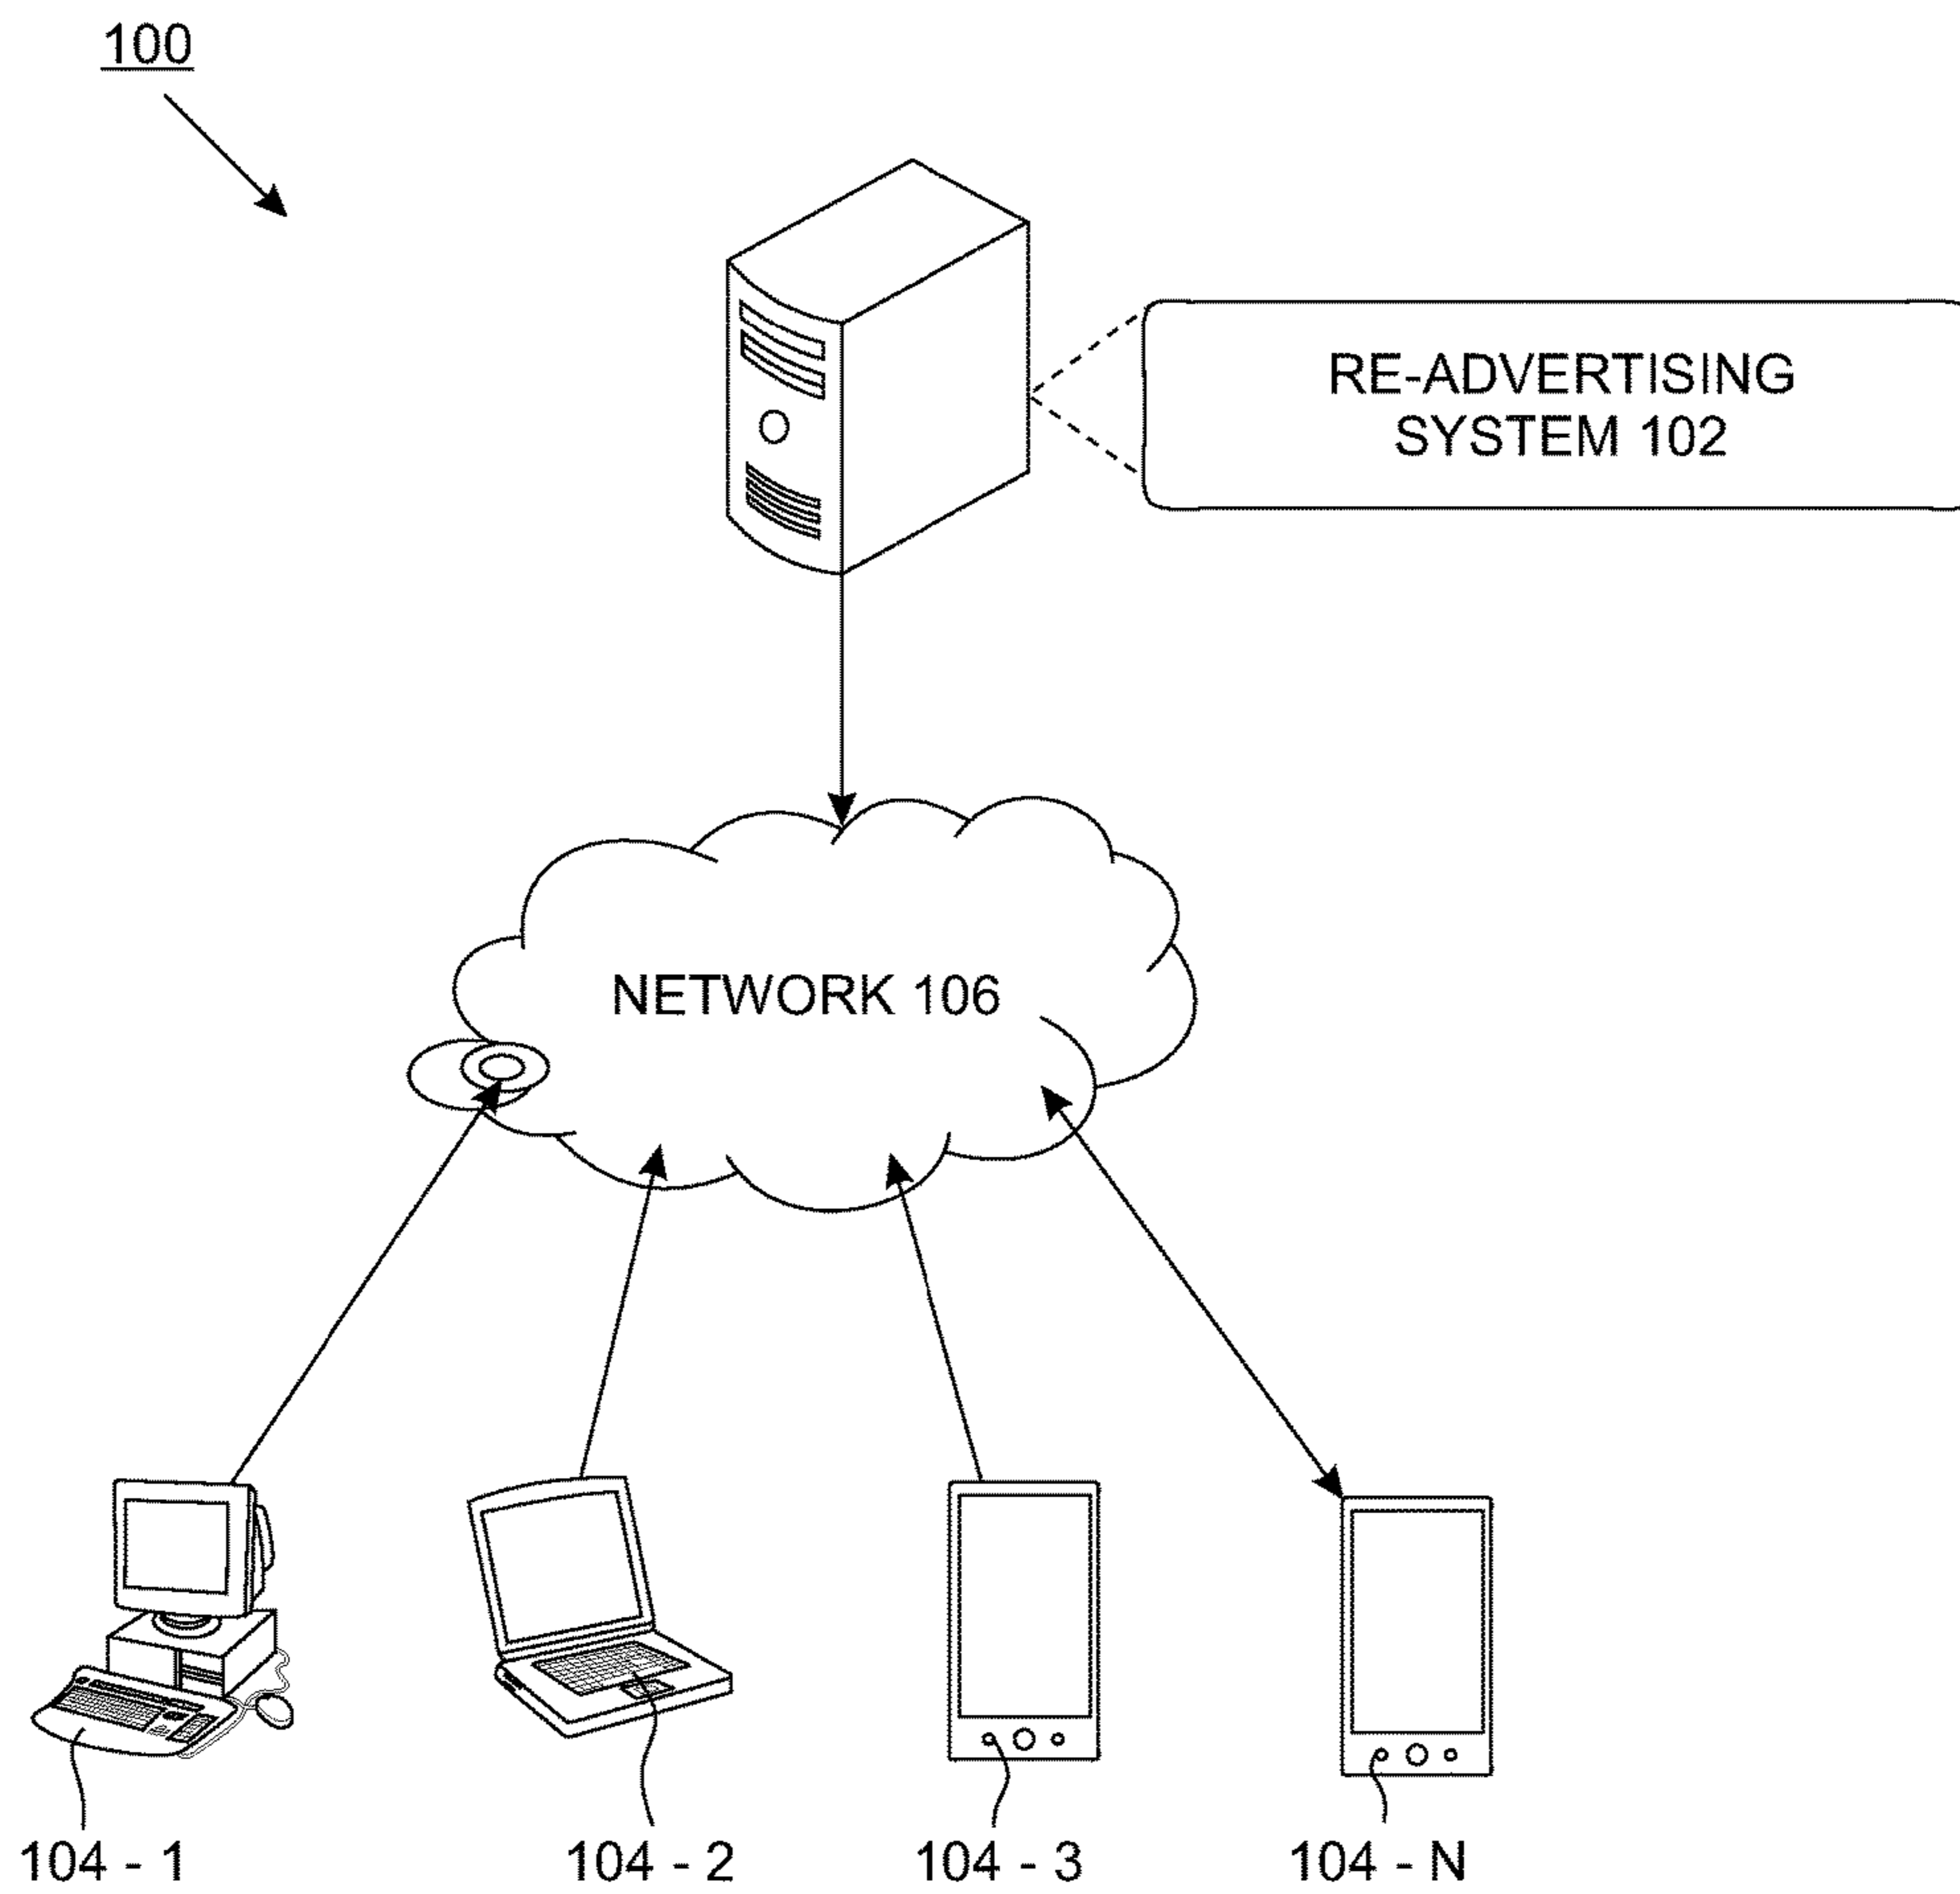 100
RE-ADVERTISING
SYSTEM 102
NETWORK 106
104 - 1
104 - 2
104 - 3
104 - N